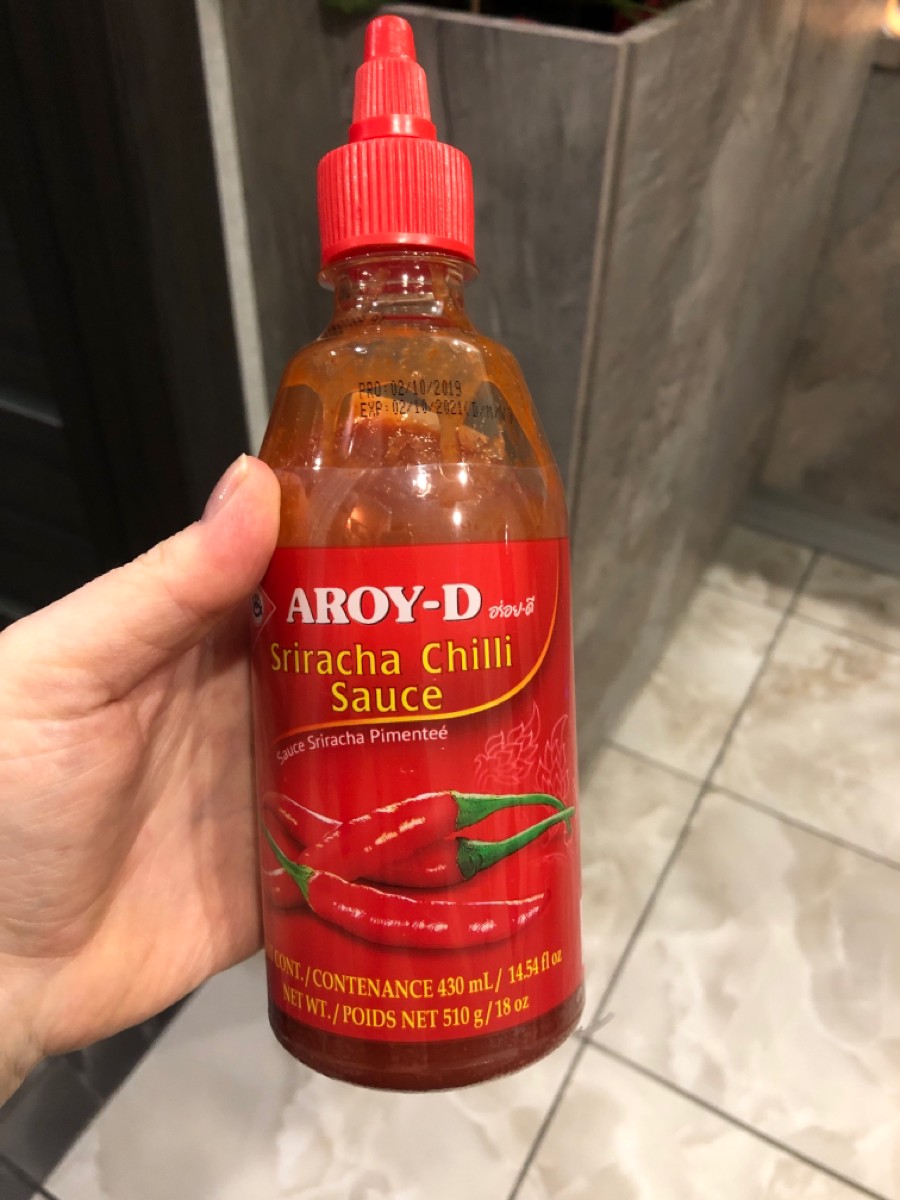 PRO:02/10/2019
EXP:02/10/2021(D/M/Y)
AROY-D อร่อย-ดี
Sriracha Chilli
Sauce
Sauce Sriracha Pimenteé
CONT./CONTENANCE 430 mL/ 14.54 fl oz
NET WT./POIDS NET 510 g/18 oz